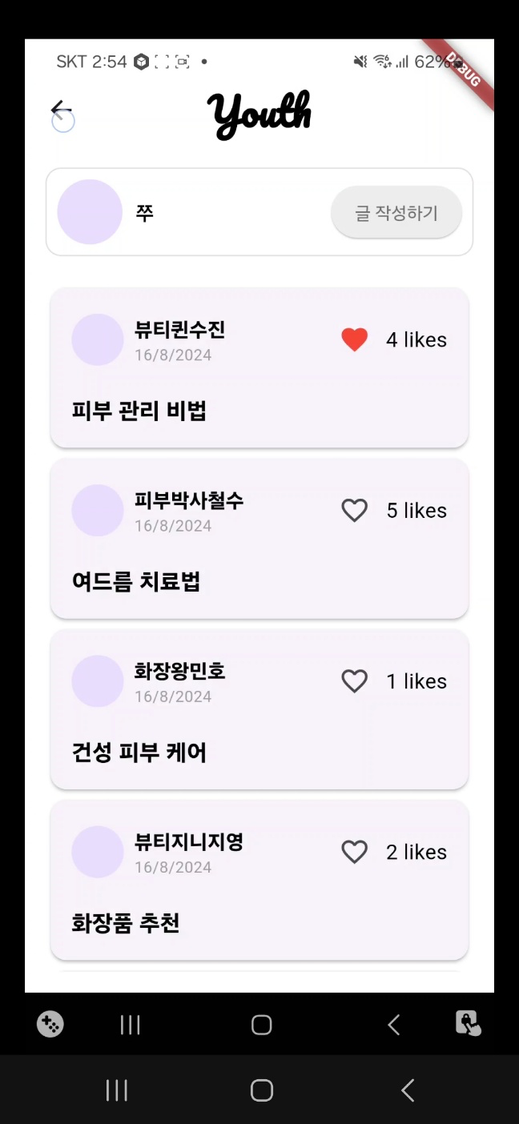 SKT 2:54
62%
DEBUG
Youth
쭈
글 작성하기
뷰티퀸수진
16/8/2024
4 likes
피부 관리 비법
피부박사철수
16/8/2024
5 likes
여드름 치료법
화장왕민호
16/8/2024
1 likes
건성 피부 케어
뷰티지니지영
16/8/2024
2 likes
화장품 추천